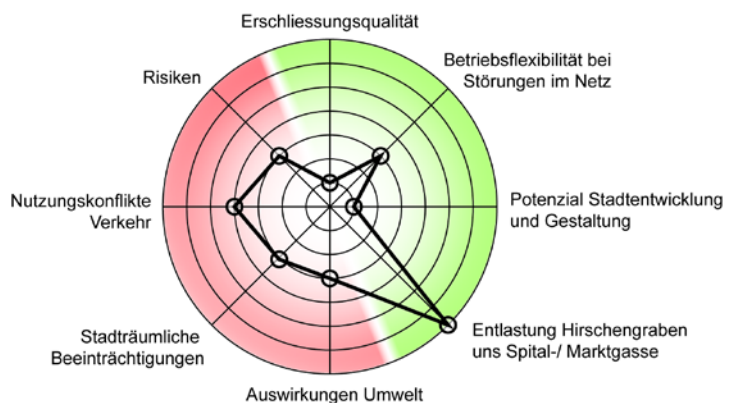 Erschliessungsqualität
Betriebsflexibilität bei
Störungen im Netz
Risiken
Nutzungskonflikte
Verkehr
Potenzial Stadtentwicklung
und Gestaltung
Stadträumliche
Beeinträchtigungen
Entlastung Hirschengraben
uns Spital-/ Marktgasse
Auswirkungen Umwelt